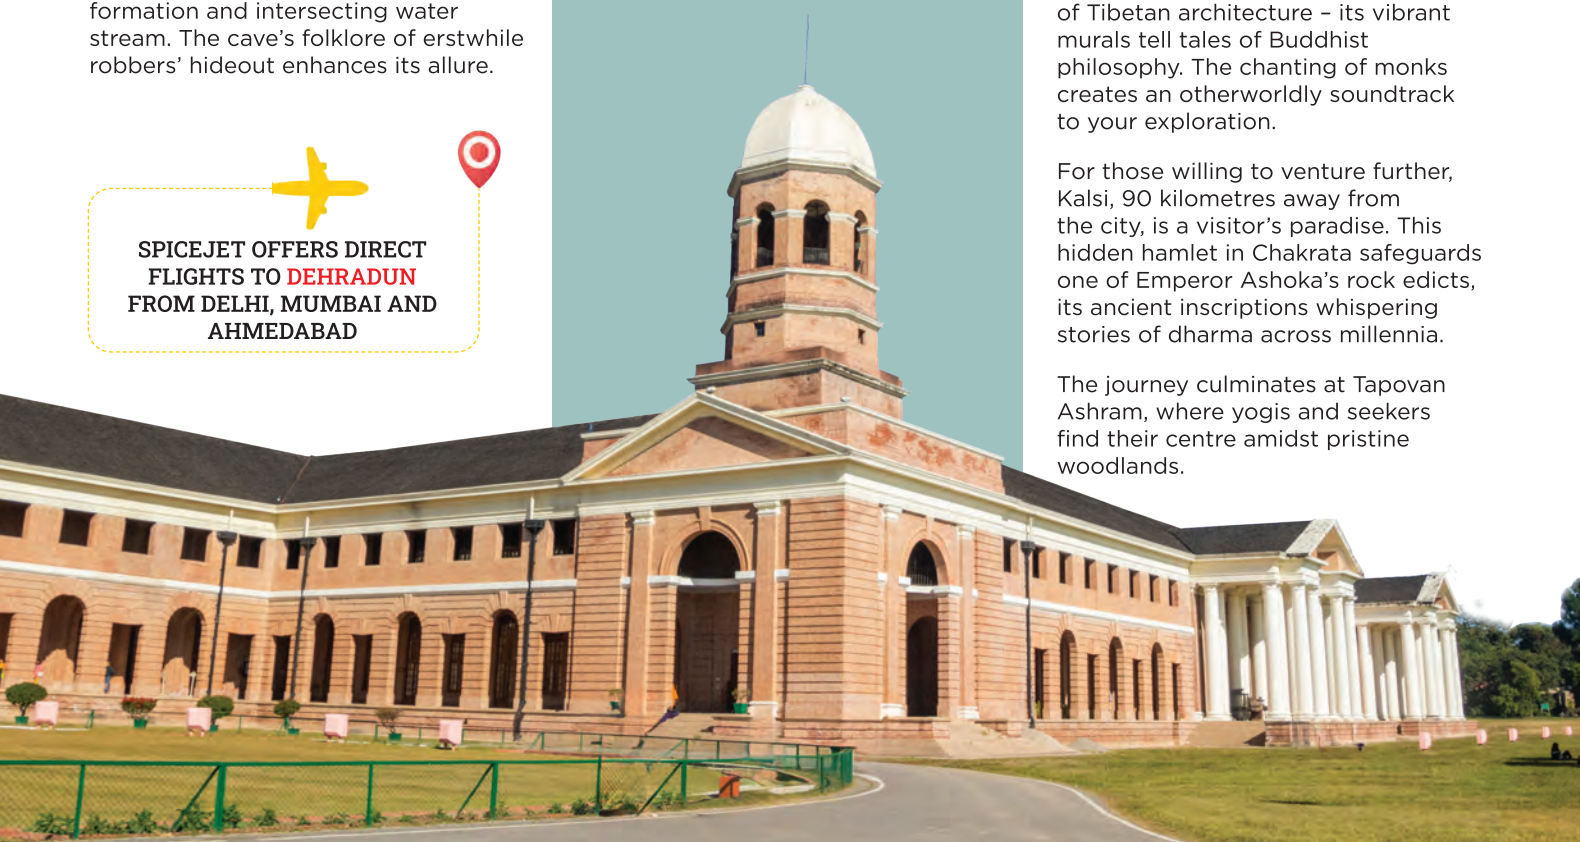 formation and intersecting water
stream. The cave’s folklore of erstwhile
robbers’ hideout enhances its allure.
SPICEJET OFFERS DIRECT
FLIGHTS TO DEHRADUN
FROM DELHI, MUMBAI AND
AHMEDABAD
of Tibetan architecture – its vibrant
murals tell tales of Buddhist
philosophy. The chanting of monks
creates an otherworldly soundtrack
to your exploration.
For those willing to venture further,
Kalsi, 90 kilometres away from
the city, is a visitor’s paradise. This
hidden hamlet in Chakrata safeguards
one of Emperor Ashoka’s rock edicts,
its ancient inscriptions whispering
stories of dharma across millennia.
The journey culminates at Tapovan
Ashram, where yogis and seekers
find their centre amidst pristine
woodlands.